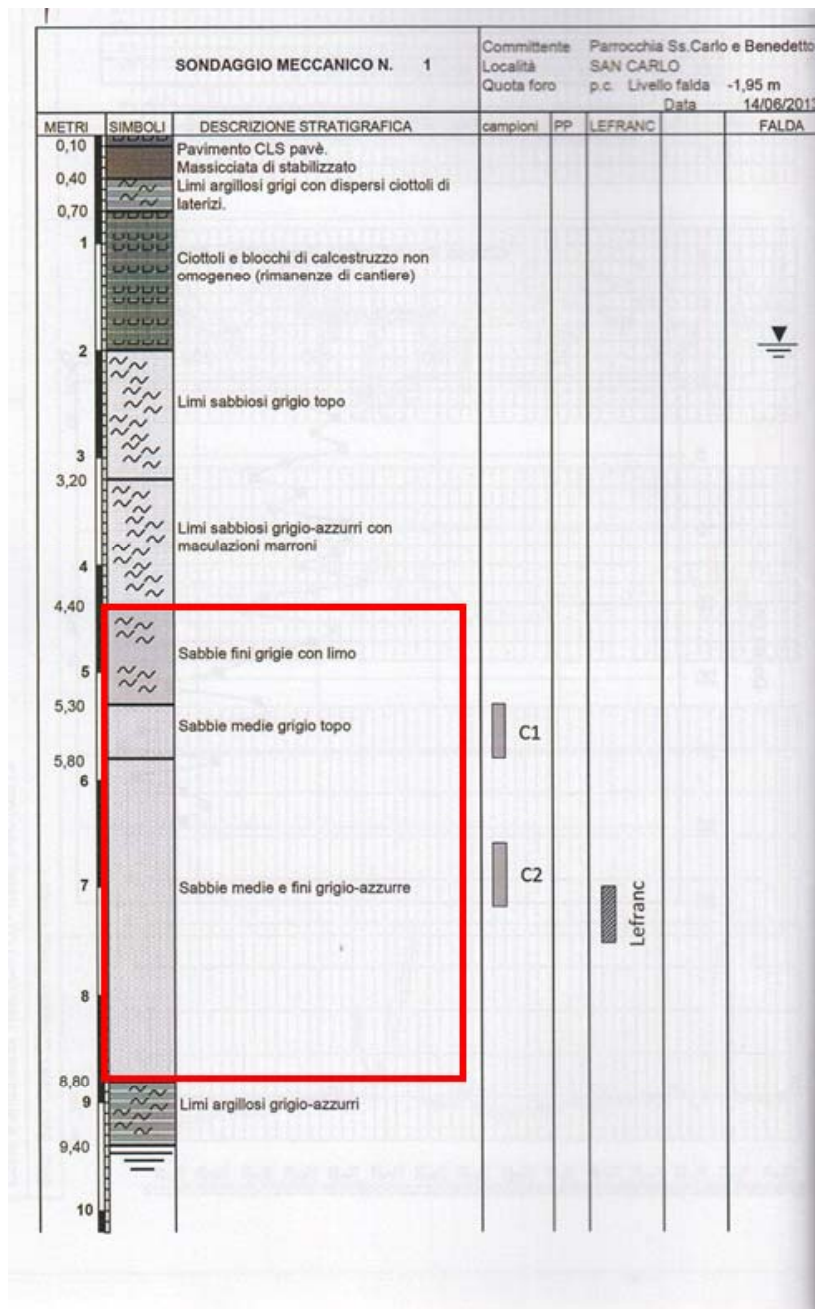 SONDAGGIO MECCANICO N. 1
Committente Parrocchia Ss.Carlo e Benedetto
Località SAN CARLO
Quota foro p.c. Livello falda -1,95 m
Data 14/06/2013
METRI SIMBOLI DESCRIZIONE STRATIGRAFICA campioni PP LEFRANC FALDA
0,10
Pavimento CLS pavè.
Massicciata di stabilizzato
0,40
Limi argillosi grigi con dispersi ciottoli di
laterizi.
0,70
1
Ciottoli e blocchi di calcestruzzo non
omogeneo (rimanenze di cantiere)
2
Limi sabbiosi grigio topo
3
3,20
Limi sabbiosi grigio-azzurri con
maculazioni marroni
4
4,40
Sabbie fini grigie con limo
5
5,30
Sabbie medie grigio topo
C1
5,80
6
7
Sabbie medie e fini grigio-azzurre
C2
Lefranc
8
8,80
9
Limi argillosi grigio-azzurri
9,40
10